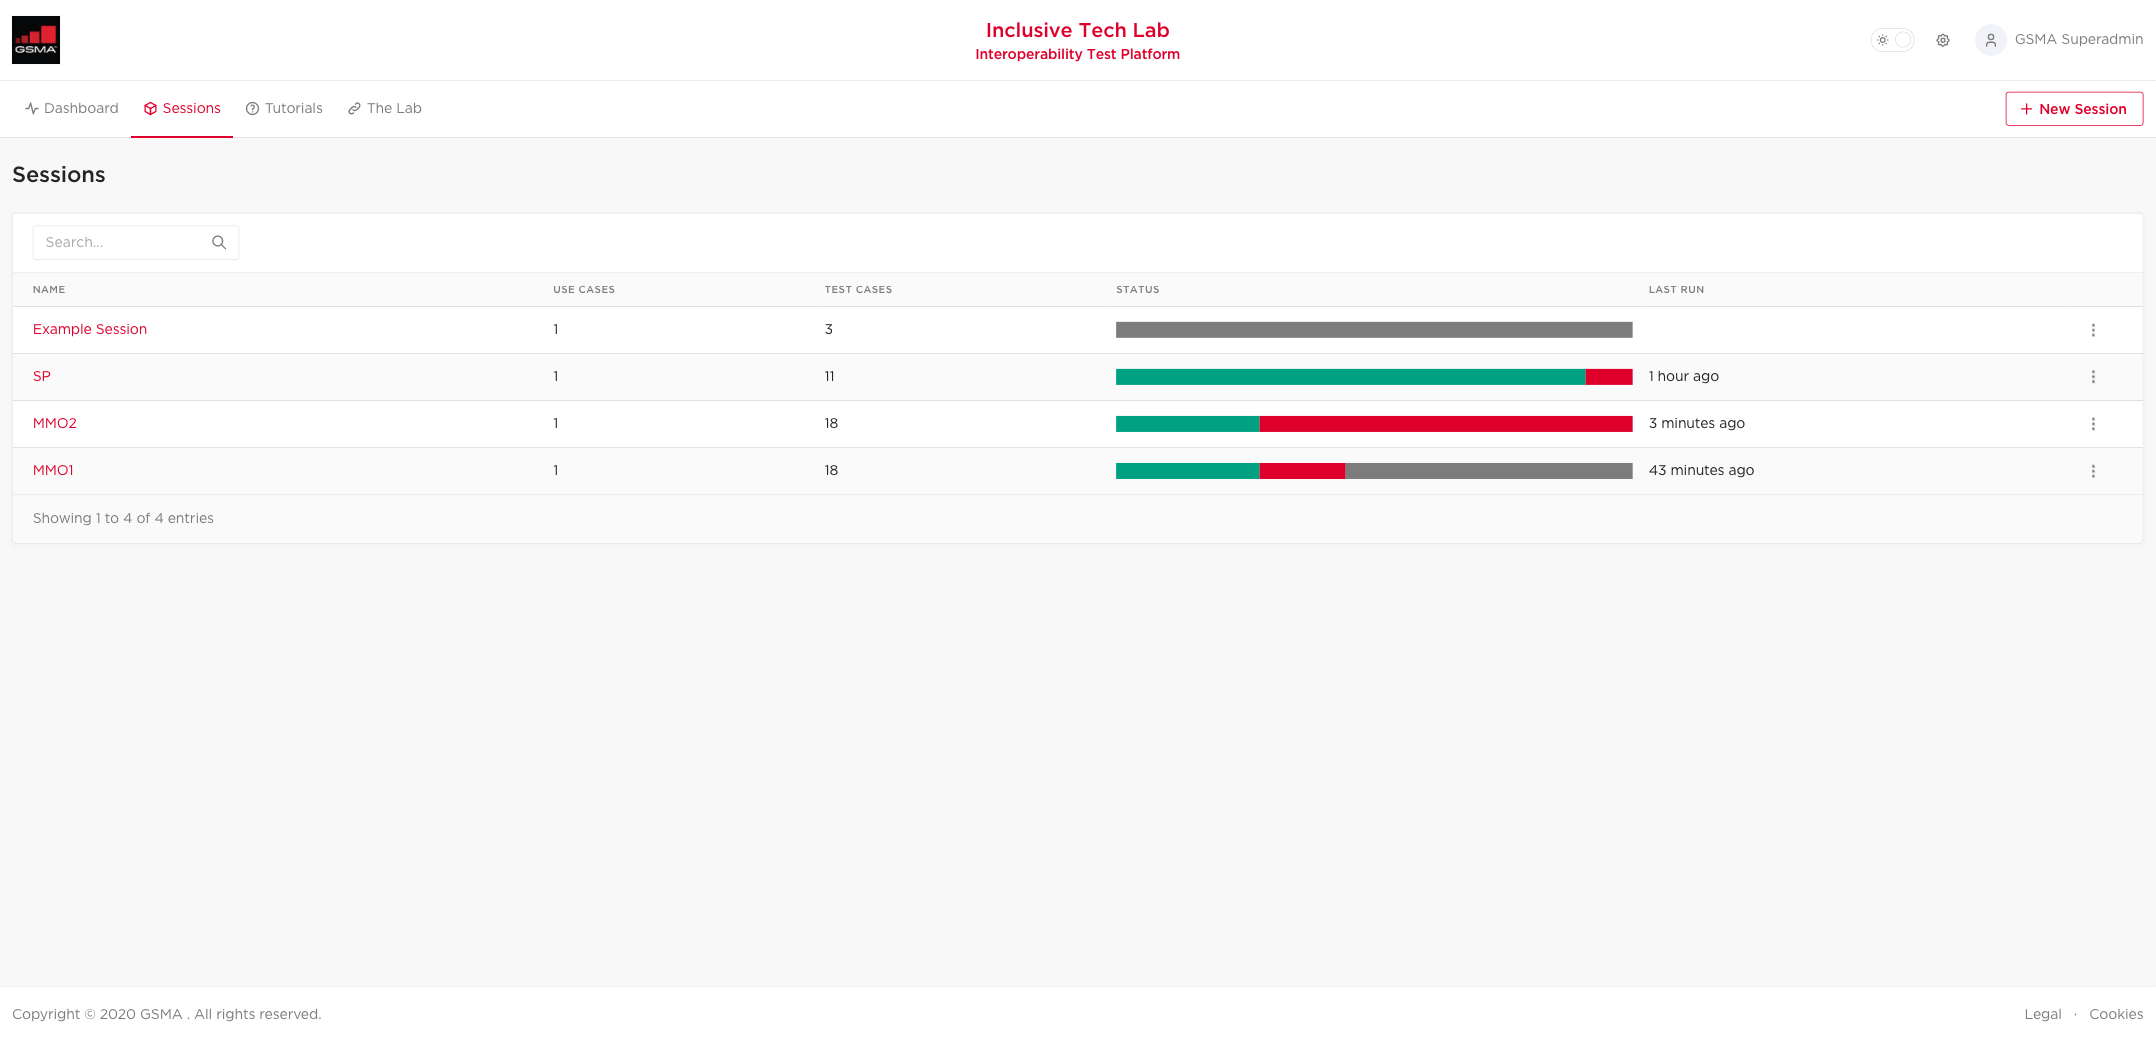 GSMA
Inclusive Tech Lab
Interoperability Test Platform
GSMA Superadmin
Dashboard Sessions Tutorials The Lab
New Session
Sessions
Search...
NAME USE CASES TEST CASES STATUS LAST RUN
Example Session 1 3
SP 1 11 1 hour ago
MMO2 1 18 3 minutes ago
MMO1 1 18 43 minutes ago
Showing 1 to 4 of 4 entries
Copyright © 2020 GSMA . All rights reserved.
Legal · Cookies